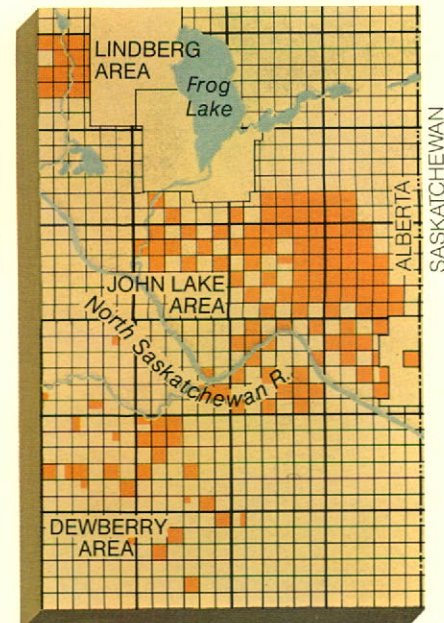 LINDBERG
AREA
Frog
Lake
ALBERTA
SASKATCHEWAN
JOHN LAKE
AREA
North Saskatchewan R.
DEWBERRY
AREA